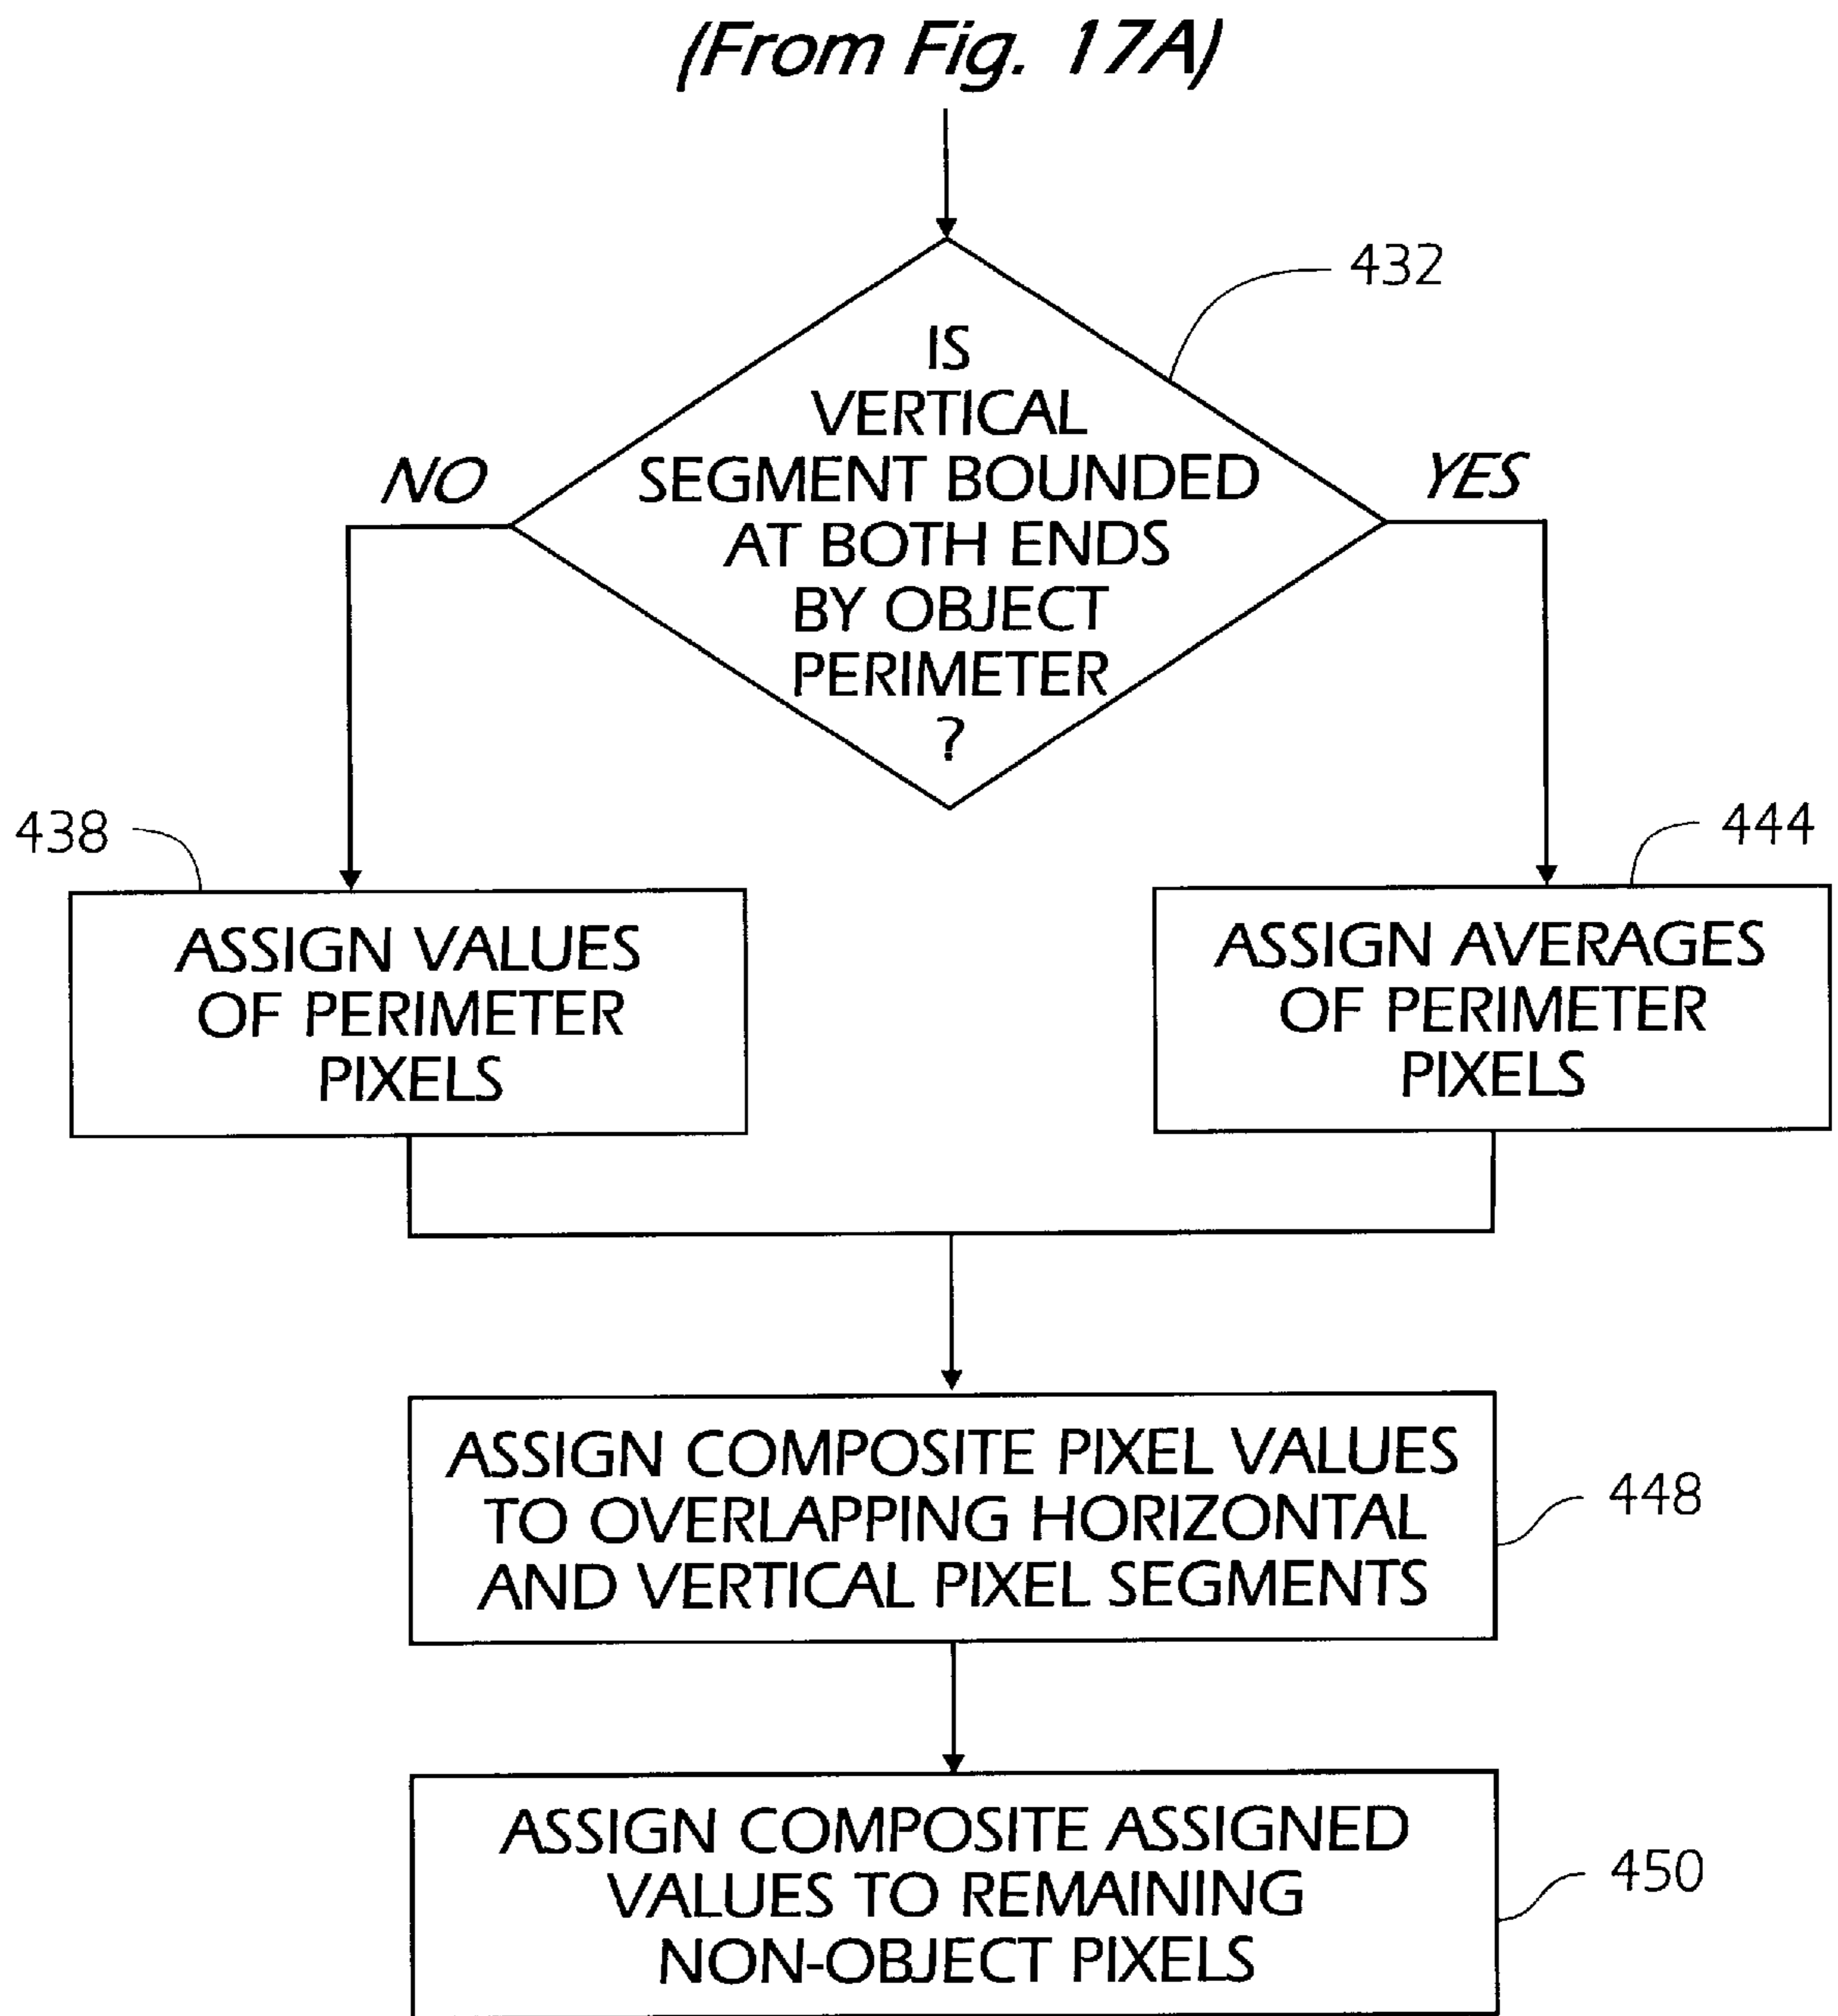 (From Fig. 17A)
432
IS
VERTICAL
SEGMENT BOUNDED
AT BOTH ENDS
BY OBJECT
PERIMETER
?
NO
YES
438
444
ASSIGN VALUES
OF PERIMETER
PIXELS
ASSIGN AVERAGES
OF PERIMETER
PIXELS
ASSIGN COMPOSITE PIXEL VALUES
TO OVERLAPPING HORIZONTAL
AND VERTICAL PIXEL SEGMENTS
448
ASSIGN COMPOSITE ASSIGNED
VALUES TO REMAINING
NON-OBJECT PIXELS
450